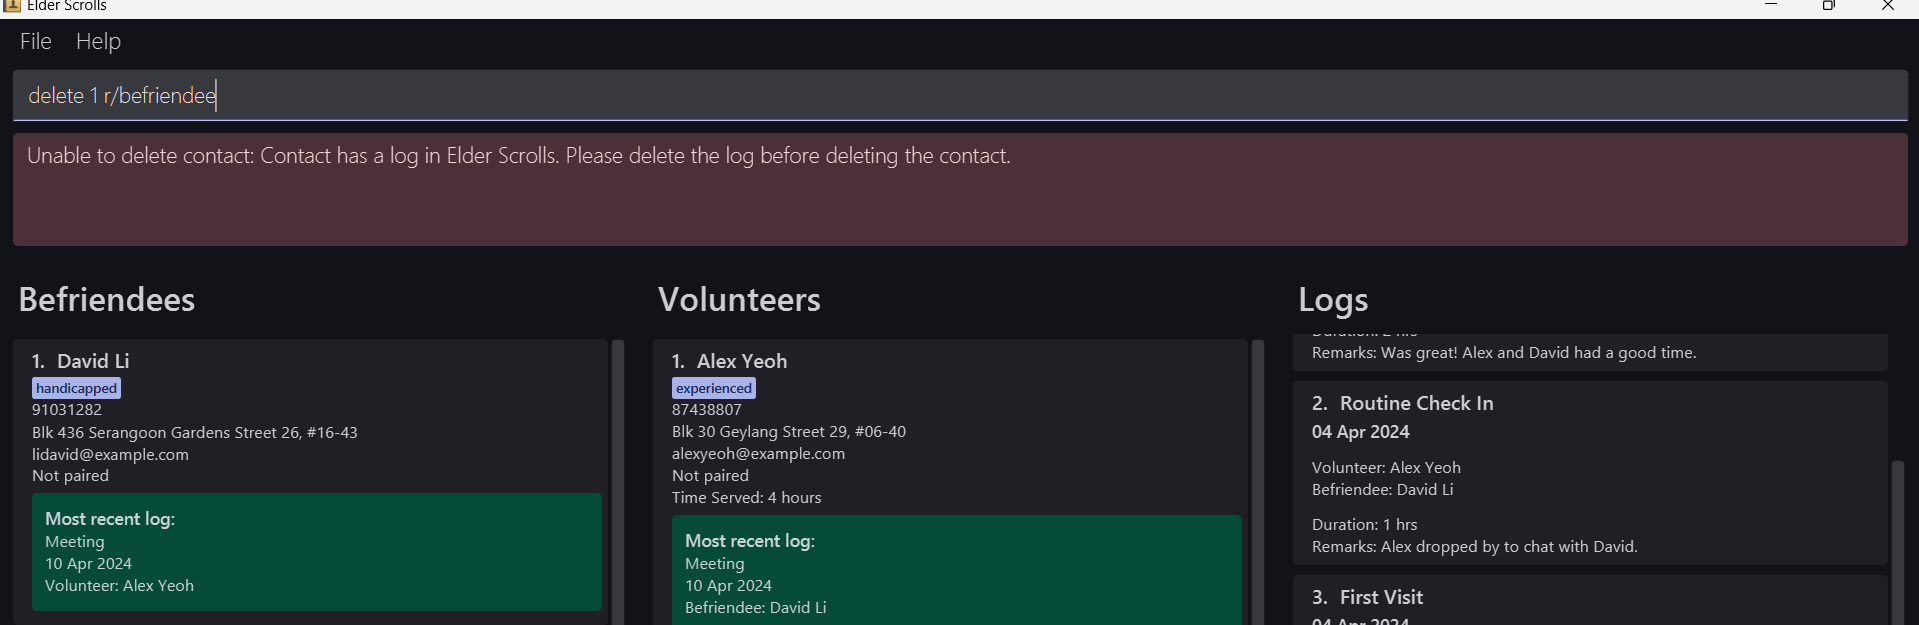 Elder Scrolls
File Help
delete 1 r/befriendee
Unable to delete contact: Contact has a log in Elder Scrolls. Please delete the log before deleting the contact.
Befriendees
1. David Li
handicapped
91031282
Blk 436 Serangoon Gardens Street 26, #16-43
lidavid@example.com
Not paired
Most recent log:
Meeting
10 Apr 2024
Volunteer: Alex Yeoh
Volunteers
1. Alex Yeoh
experienced
87438807
Blk 30 Geylang Street 29, #06-40
alexyeoh@example.com
Not paired
Time Served: 4 hours
Most recent log:
Meeting
10 Apr 2024
Befriendee: David Li
Logs
Remarks: Was great! Alex and David had a good time.
2. Routine Check In
04 Apr 2024
Volunteer: Alex Yeoh
Befriendee: David Li
Duration: 1 hrs
Remarks: Alex dropped by to chat with David.
3. First Visit
04 Apr 2024